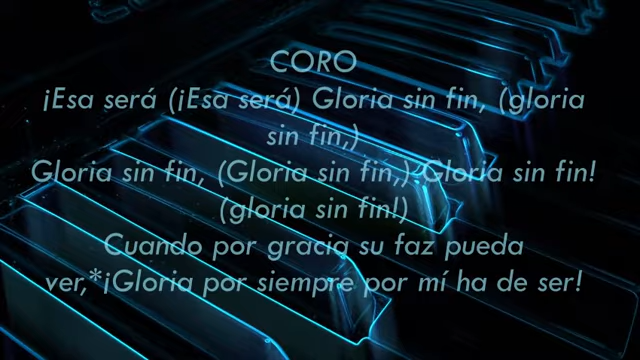 CORO
¡Esa será (¡Esa será) Gloria sin fin, (gloria
sin fin,)
Gloria sin fin, (Gloria sin fin,) Gloria sin fin!
(gloria sin fin!)
Cuando por gracia su faz pueda
ver,*¡Gloria por siempre por mí ha de ser!